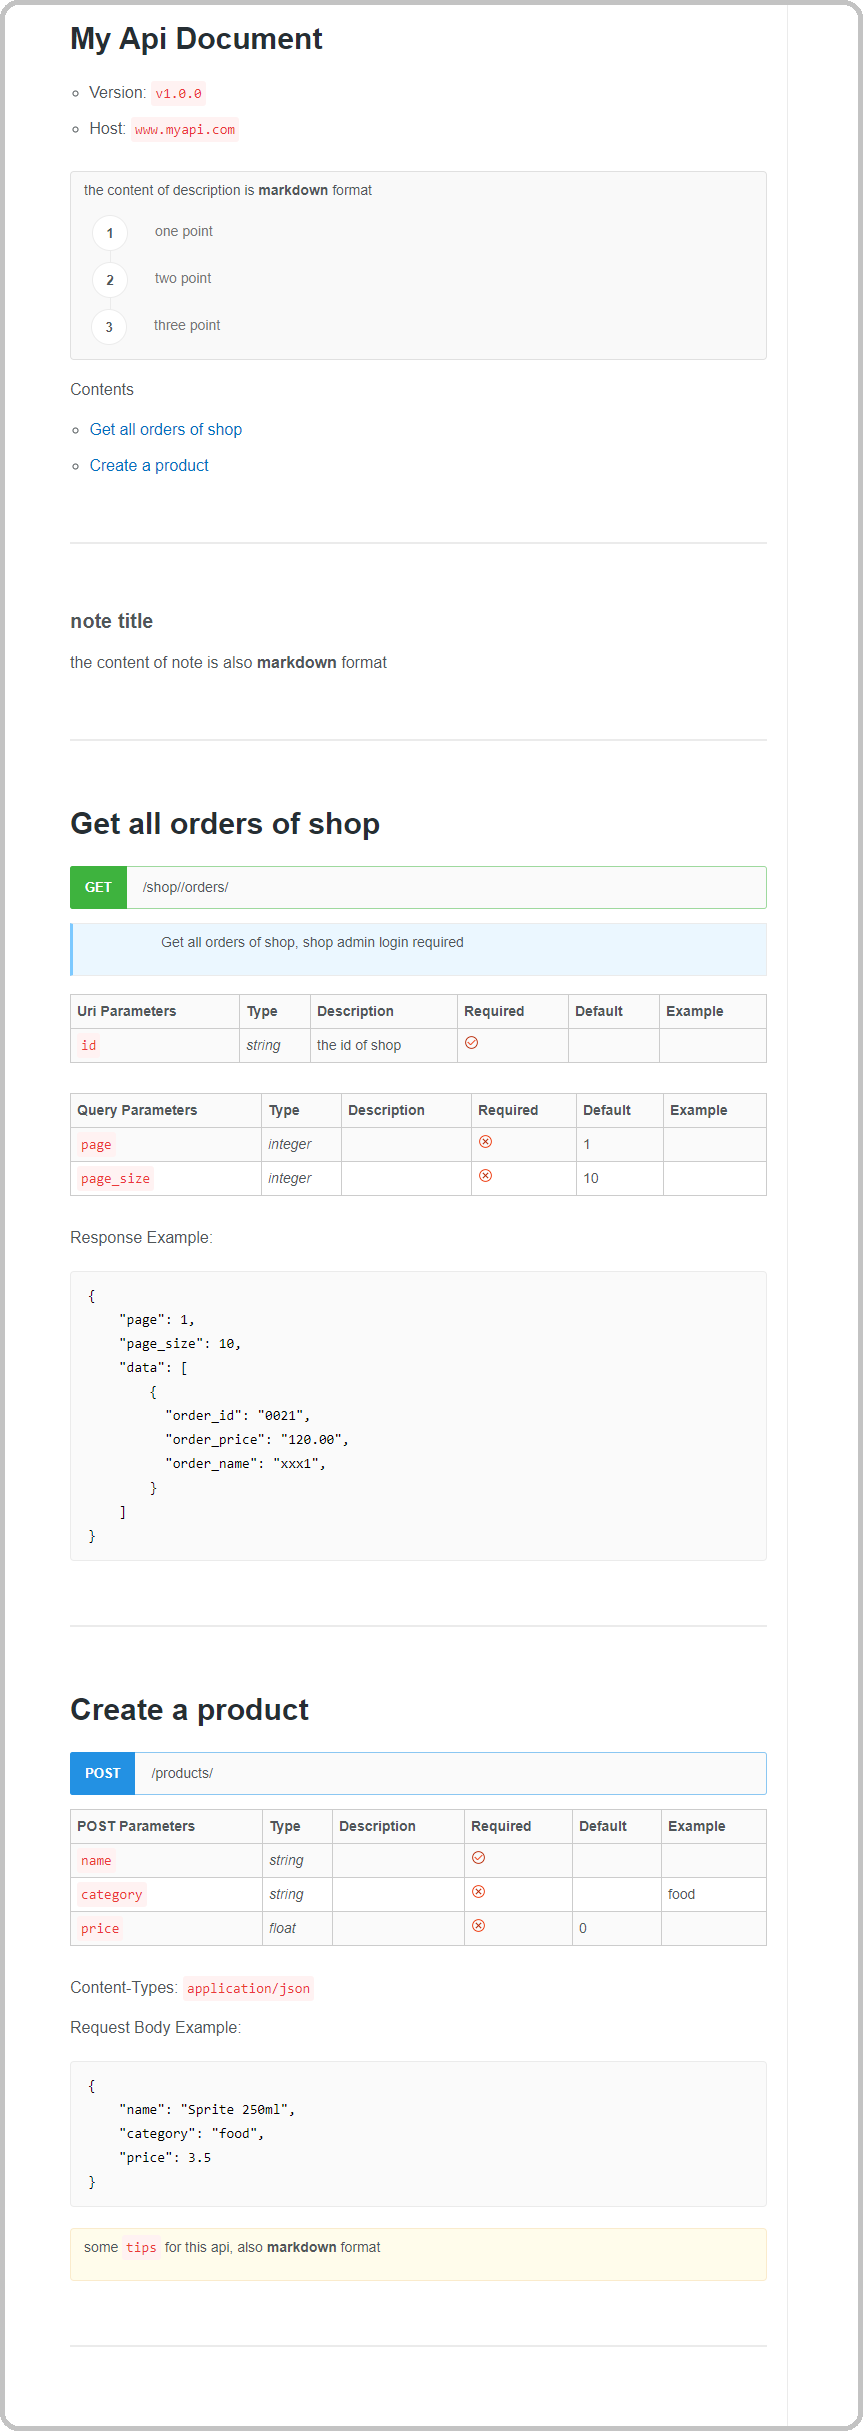 My Api Document
Version: v1.0.0
Host: www.myapi.com
the content of description is markdown format
1 one point
2 two point
3 three point
Contents
Get all orders of shop
Create a product
note title
the content of note is also markdown format
Get all orders of shop
GET /shop//orders/
Get all orders of shop, shop admin login required
Uri Parameters Type Description Required Default Example
id string the id of shop
Query Parameters Type Description Required Default Example
page integer 1
page_size integer 10
Response Example:
{
    "page": 1,
    "page_size": 10,
    "data": [
        {
          "order_id": "0021",
          "order_price": "120.00",
          "order_name": "xxx1",
        }
    ]
}
Create a product
POST /products/
POST Parameters Type Description Required Default Example
name string
category string food
price float 0
Content-Types: application/json
Request Body Example:
{
    "name": "Sprite 250ml",
    "category": "food",
    "price": 3.5
}
some tips for this api, also markdown format